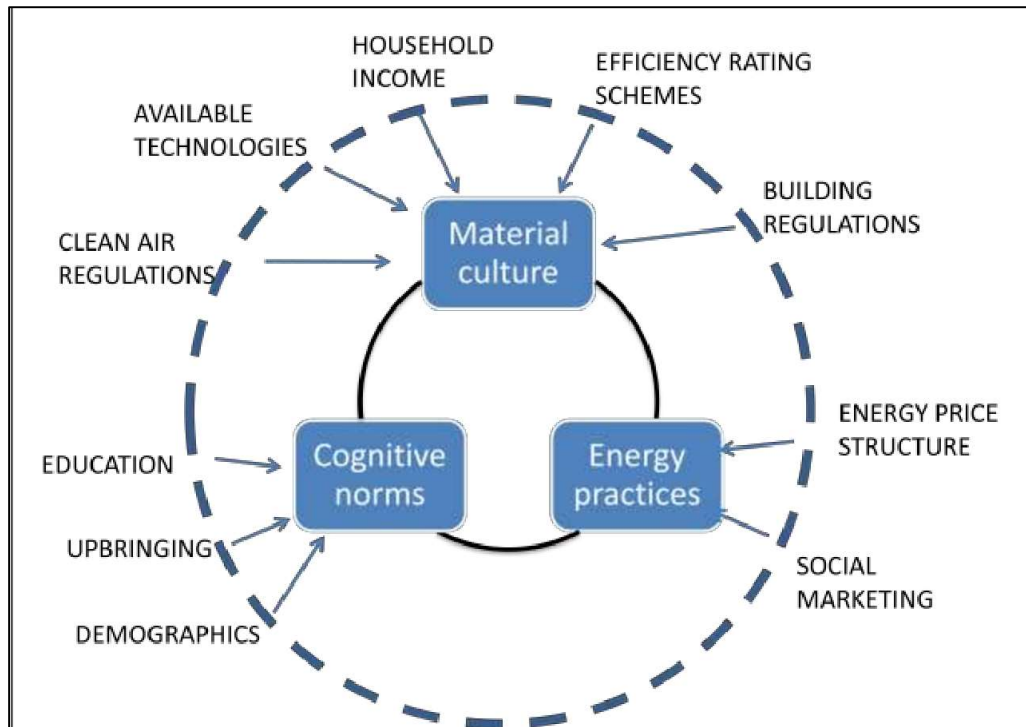 HOUSEHOLD
INCOME
EFFICIENCY RATING
SCHEMES
AVAILABLE
TECHNOLOGIES
BUILDING
REGULATIONS
CLEAN AIR
REGULATIONS
Material
culture
ENERGY PRICE
STRUCTURE
EDUCATION
Cognitive
norms
Energy
practices
UPBRINGING
SOCIAL
MARKETING
DEMOGRAPHICS